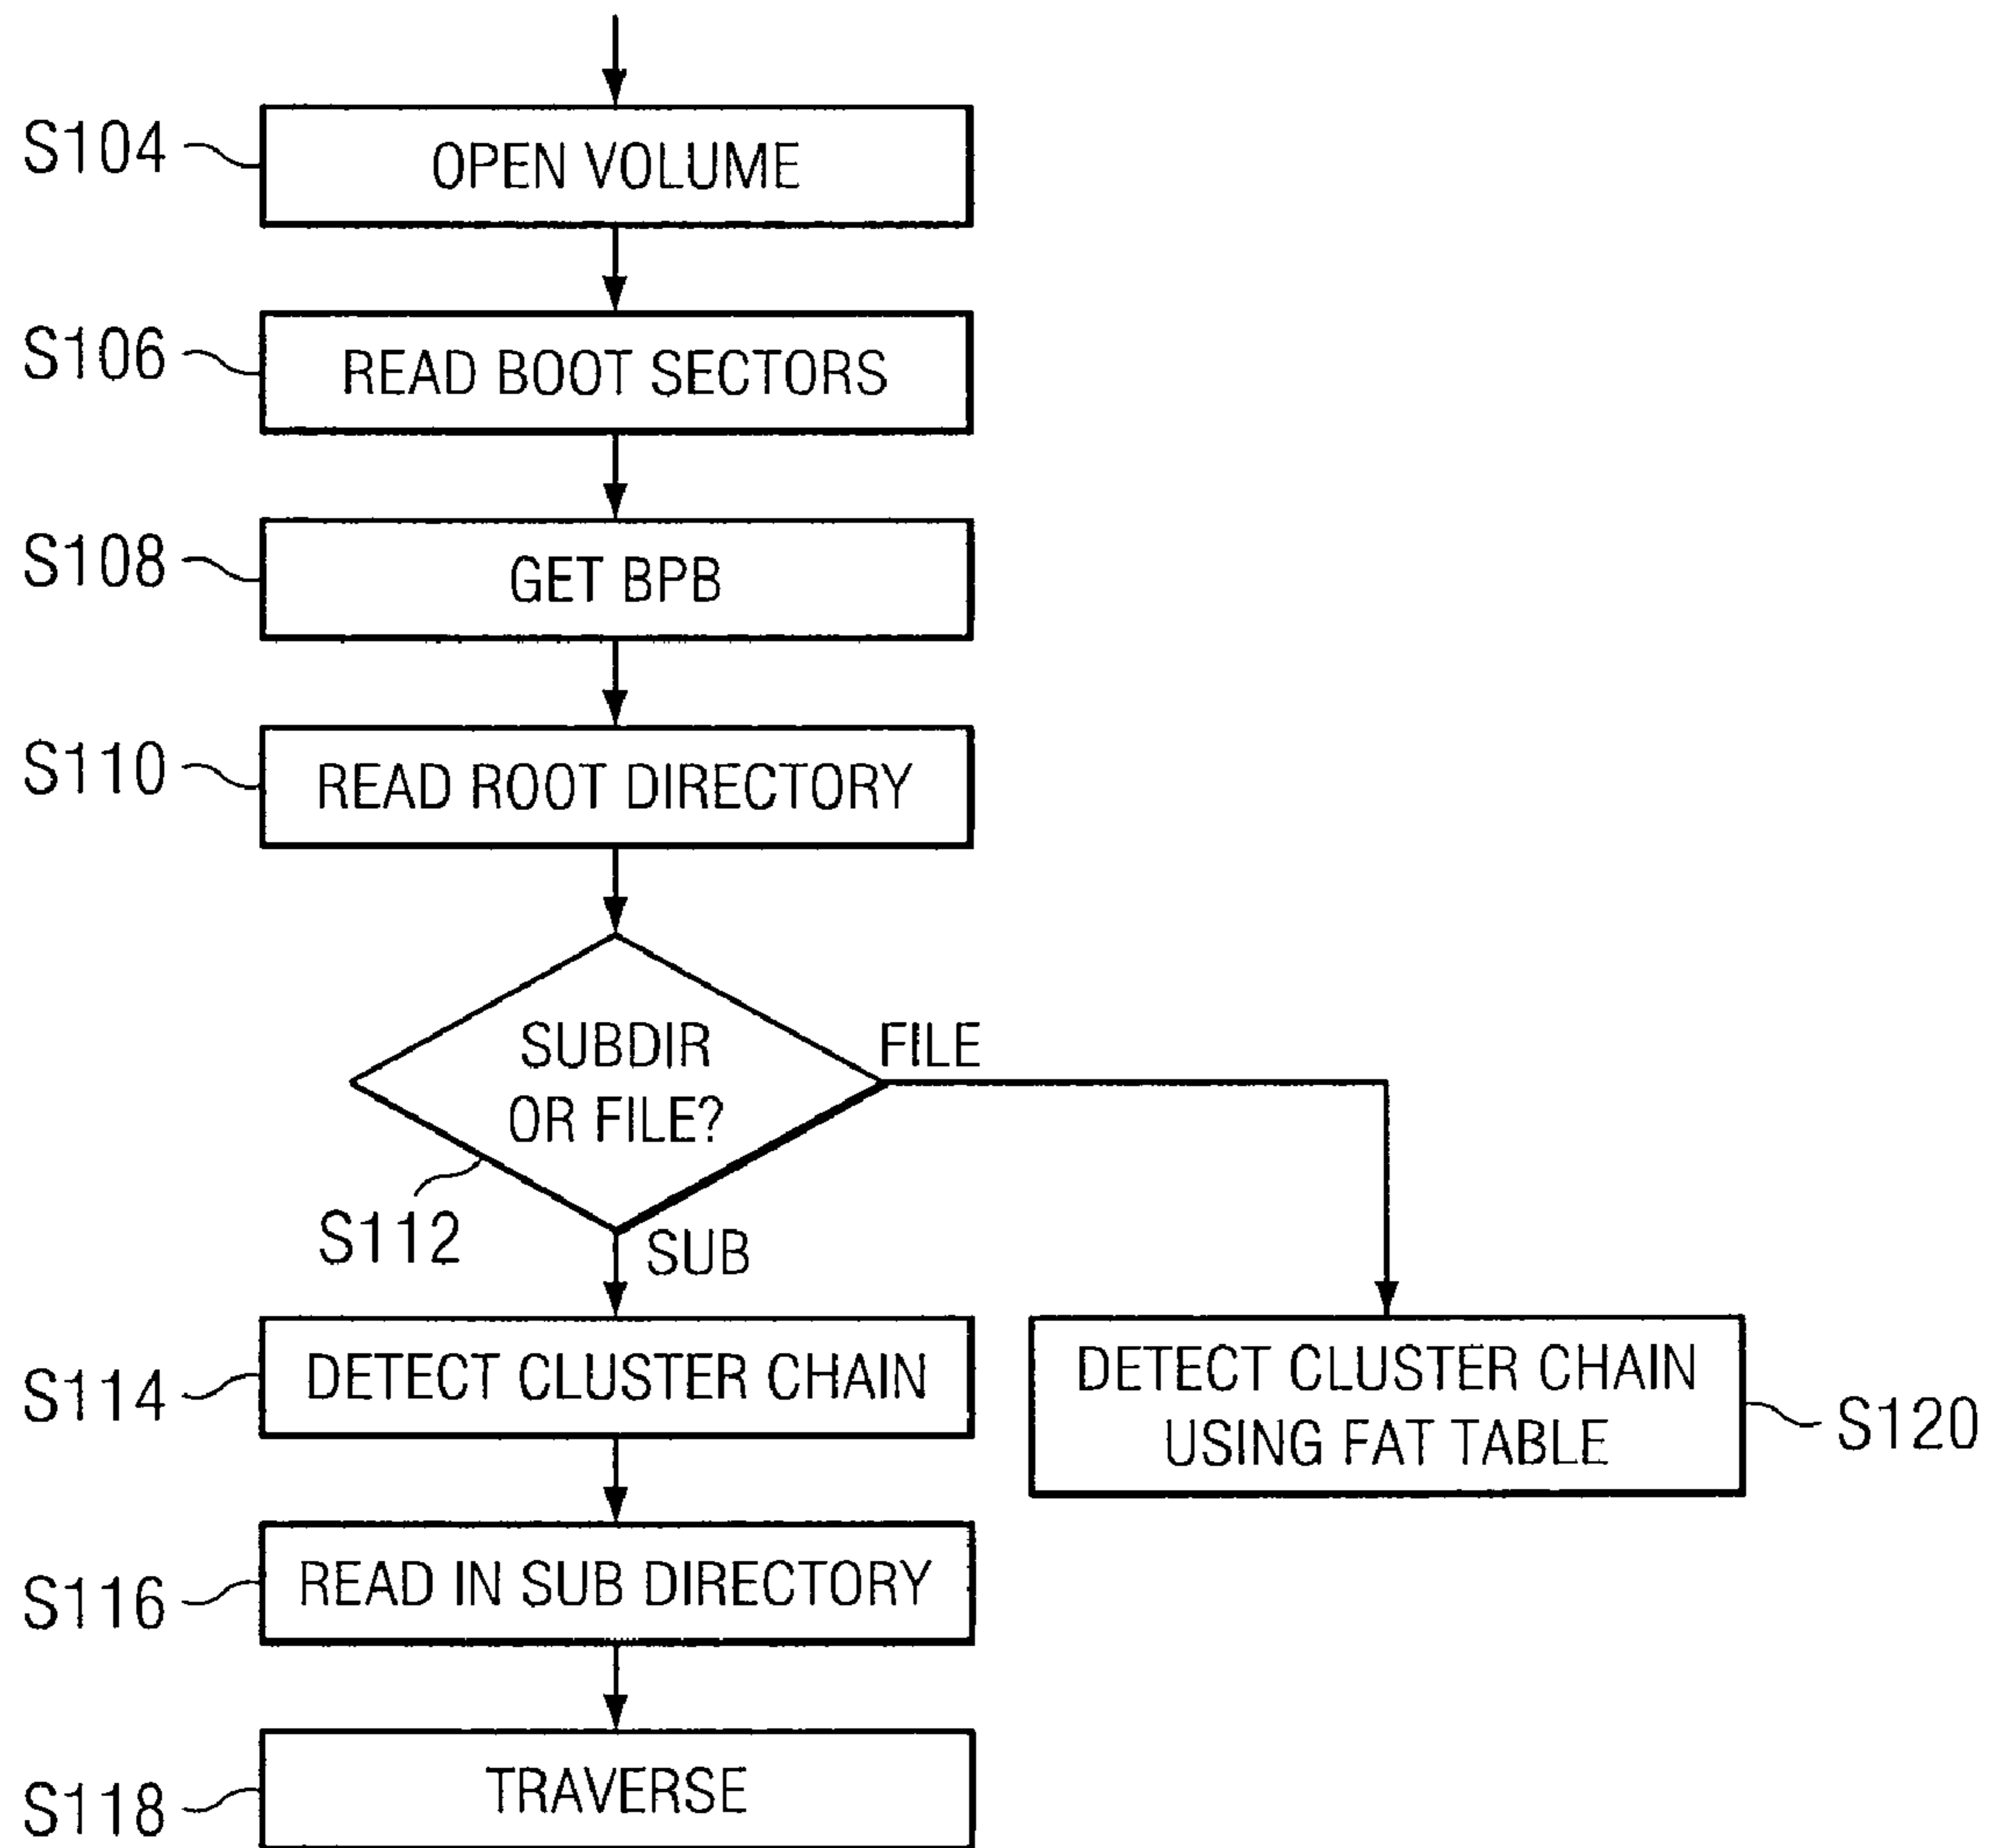 S104
OPEN VOLUME
S106
READ BOOT SECTORS
S108
GET BPB
S110
READ ROOT DIRECTORY
SUBDIR
OR FILE?
FILE
S112
SUB
S114
DETECT CLUSTER CHAIN
DETECT CLUSTER CHAIN
USING FAT TABLE
S120
S116
READ IN SUB DIRECTORY
S118
TRAVERSE